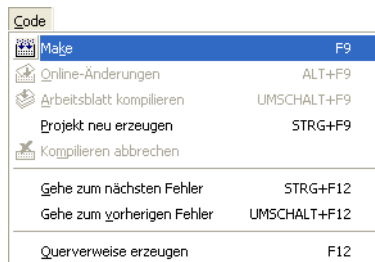 Code
Make F9
Online-Änderungen ALT+F9
Arbeitsblatt kompilieren UMSCHALT+F9
Projekt neu erzeugen STRG+F9
Kompilieren abbrechen
Gehe zum nächsten Fehler STRG+F12
Gehe zum vorherigen Fehler UMSCHALT+F12
Querverweise erzeugen F12